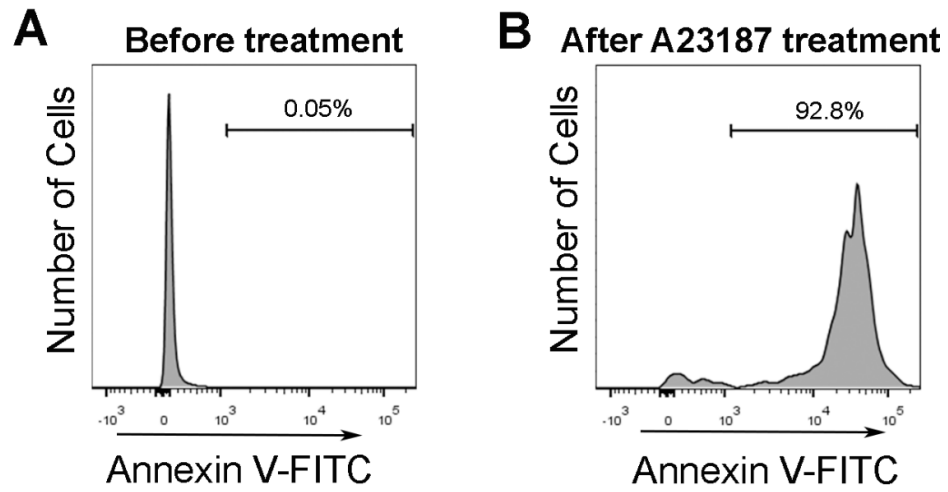 A
Before treatment
0.05%
Number of Cells
-10³ 0 10³ 10⁴ 10⁵
Annexin V-FITC
B
After A23187 treatment
92.8%
Number of Cells
-10³ 0 10³ 10⁴ 10⁵
Annexin V-FITC